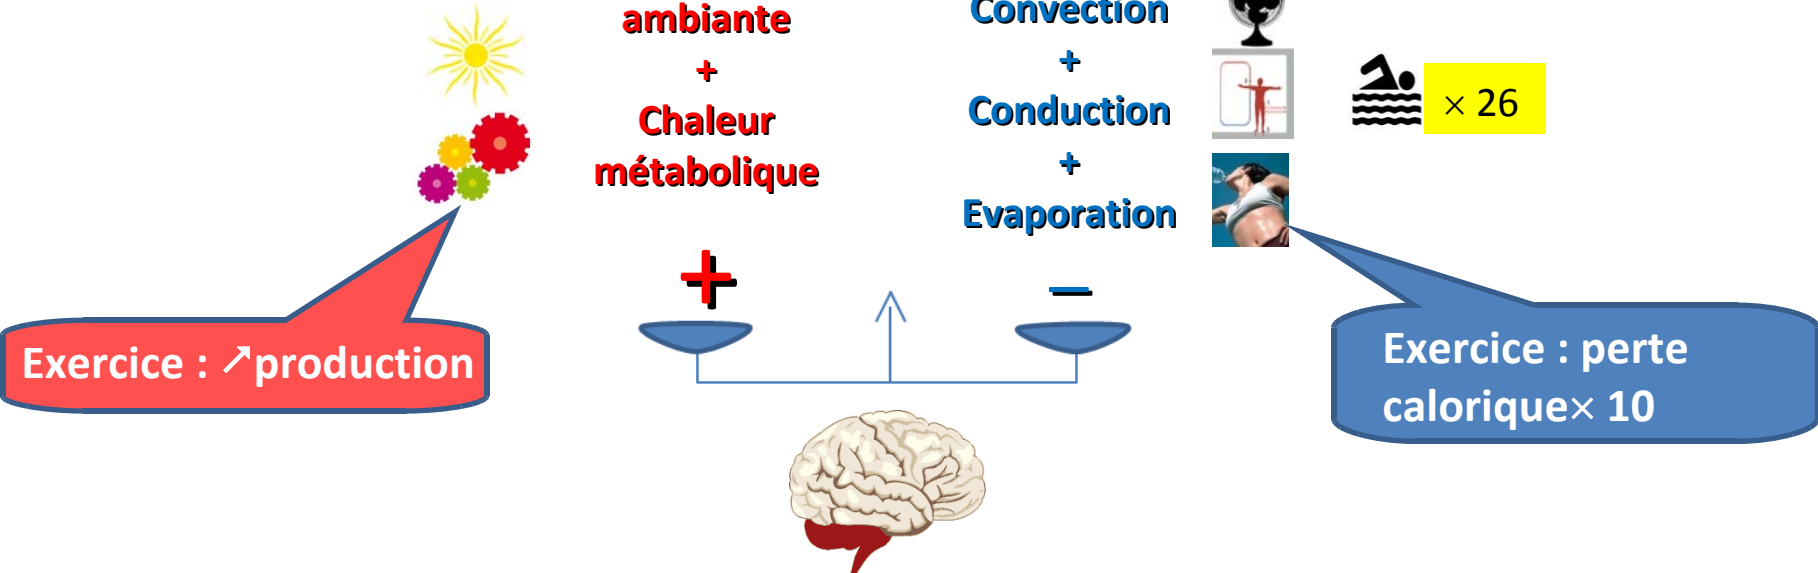 ambiante
+
Chaleur
métabolique
+
Convection
+
Conduction
+
Evaporation
–
× 26
Exercice : ↗production
Exercice : perte
calorique× 10